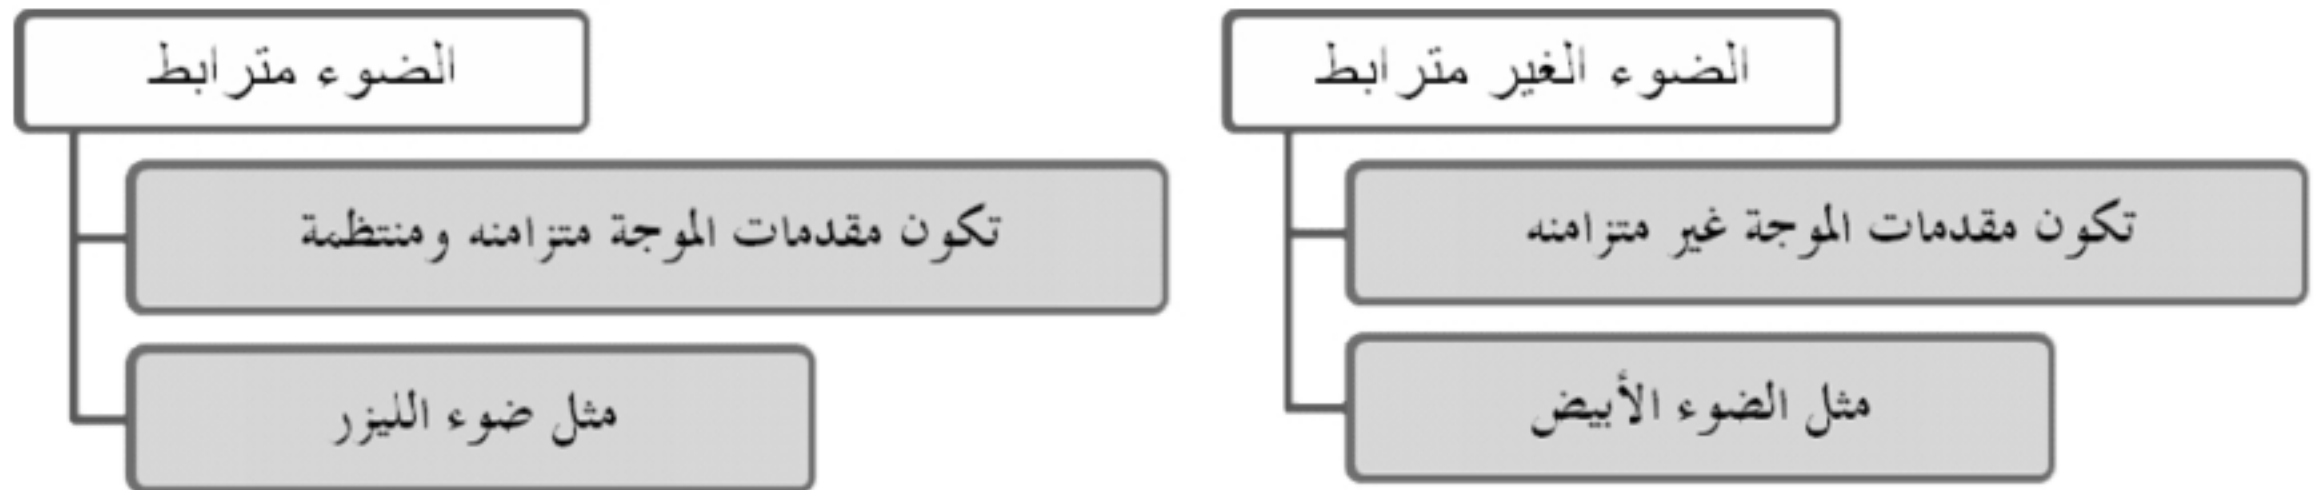 الضوء الغير مترابط
تكون مقدمات الموجة غير متزامنه
مثل الضوء الأبيض
الضوء مترابط
تكون مقدمات الموجة متزامنه ومنتظمة
مثل ضوء الليزر